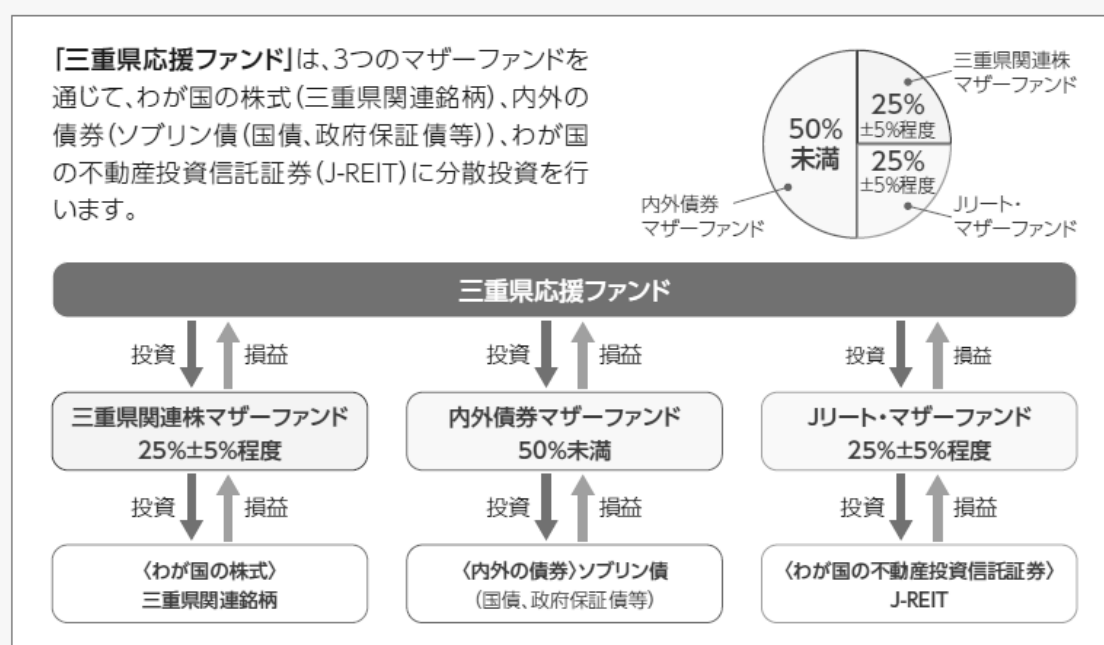 「三重県応援ファンド」は、3つのマザーファンドを
通じて、わが国の株式(三重県関連銘柄)、内外の
債券(ソブリン債(国債、政府保証債等))、わが国
の不動産投資信託証券(J-REIT)に分散投資を行
います。
三重県関連株
マザーファンド
25%
±5%程度
50%
未満
25%
±5%程度
内外債券
マザーファンド
Jリート・
マザーファンド
三重県応援ファンド
投資 損益 投資 損益 投資 損益
三重県関連株マザーファンド
25%±5%程度
内外債券マザーファンド
50%未満
Jリート・マザーファンド
25%±5%程度
投資 損益 投資 損益 投資 損益
〈わが国の株式〉
三重県関連銘柄
〈内外の債券〉ソブリン債
(国債、政府保証債等)
〈わが国の不動産投資信託証券〉
J-REIT